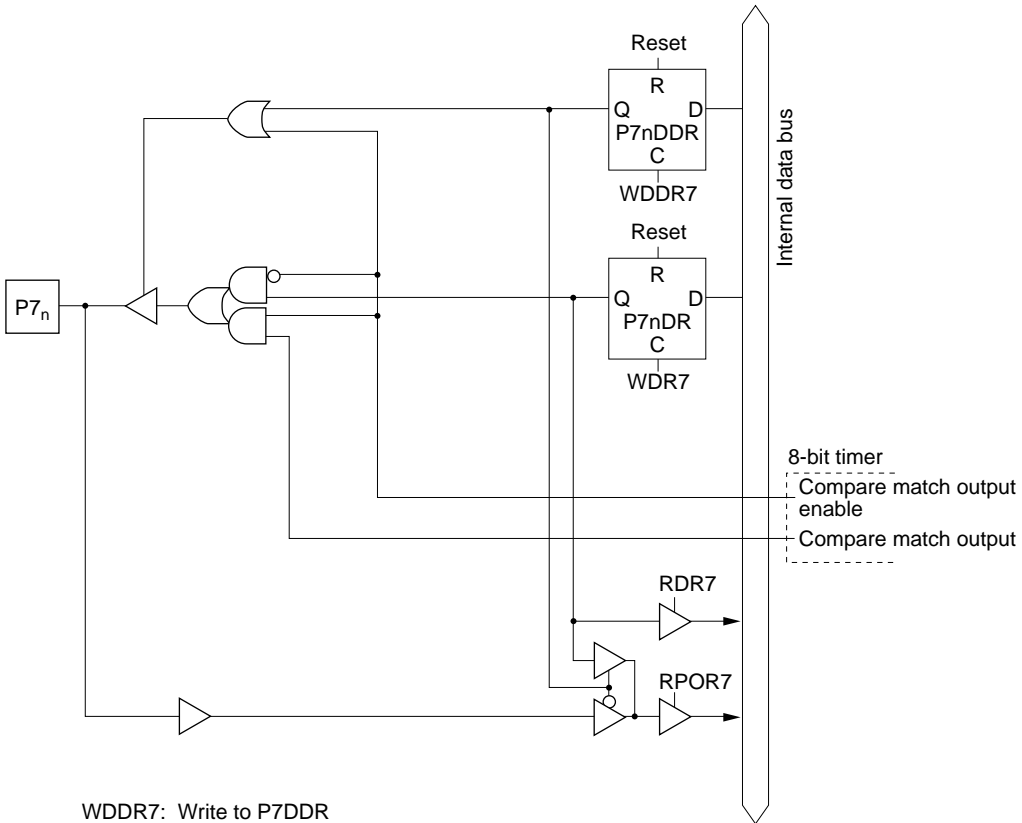 Reset
R
Q D
P7nDDR
C
WDDR7
Internal data bus
Reset
R
P7n
Q D
P7nDR
C
WDR7
8-bit timer
Compare match output
enable
Compare match output
RDR7
RPOR7
WDDR7: Write to P7DDR